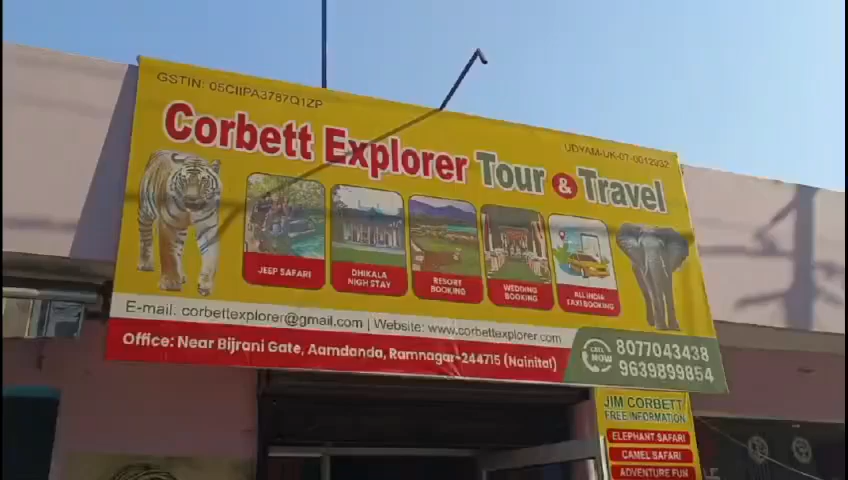 GSTIN: 05CIIPA3787Q1ZP
UDYAM-UK-07-0012932
Corbett Explorer Tour & Travel
JEEP SAFARI
DHIKALA
NIGH STAY
RESORT
BOOKING
WEDDING
BOOKING
ALL INDIA
TAXI BOOKING
E-mail. corbettexplorer@gmail.com | Website: www.corbettexplorer.com
Office: Near Bijrani Gate, Aamdanda, Ramnagar-244715 (Nainital)
CALL
NOW
8077043438
9639899854
JIM CORBETT
FREE INFORMATION
ELEPHANT SAFARI
CAMEL SAFARI
ADVENTURE FUN